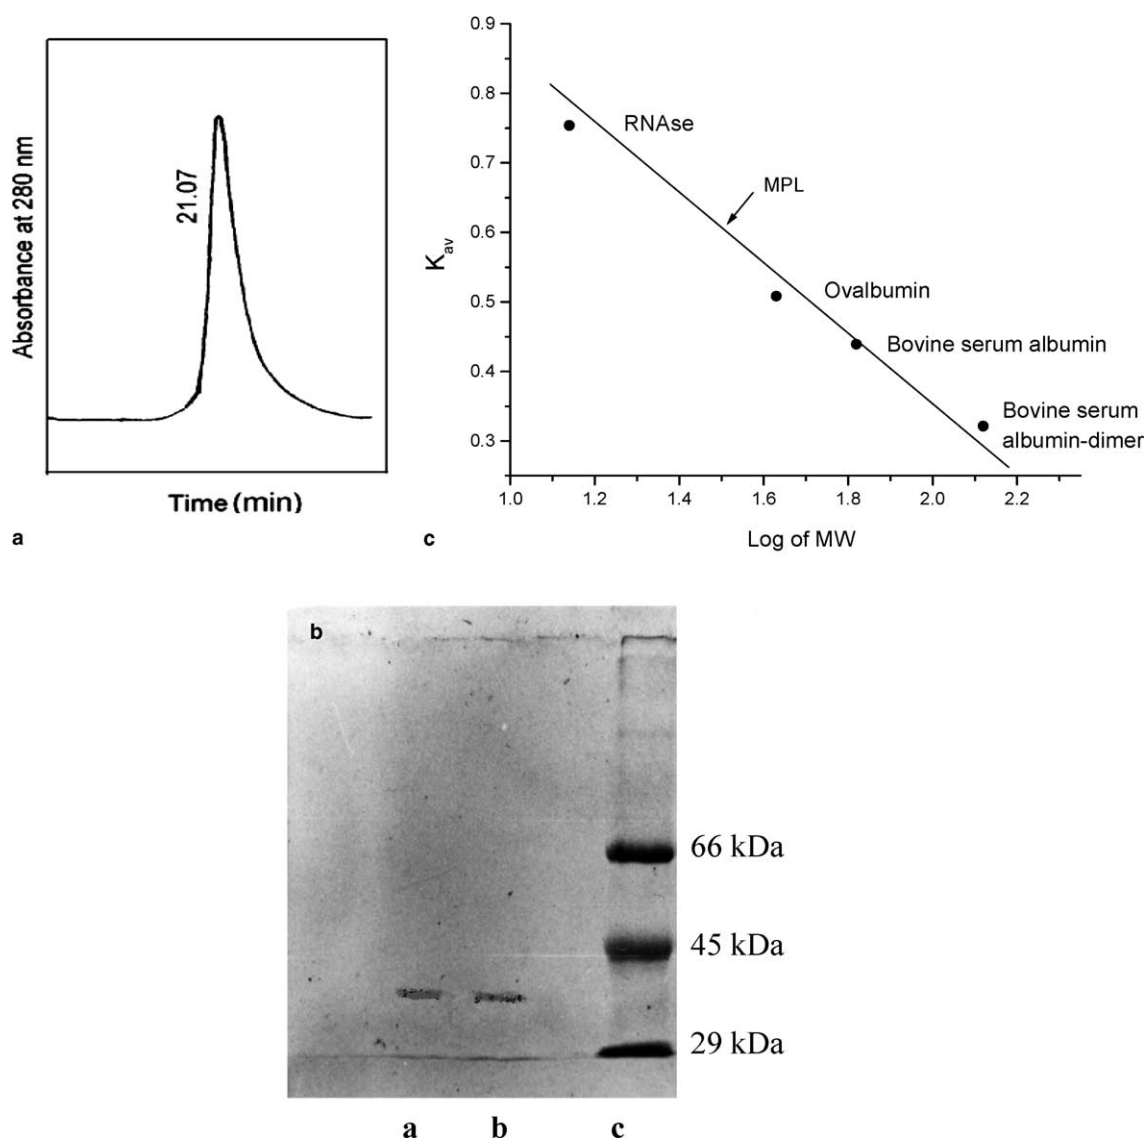 Absorbance at 280 nm
21.07
Time (min)
a
0.9
0.8
0.7
0.6
0.5
0.4
0.3
K_av
RNAse
MPL
Ovalbumin
Bovine serum albumin
Bovine serum
albumin-dimer
1.0 1.2 1.4 1.6 1.8 2.0 2.2
Log of MW
c
b
66 kDa
45 kDa
29 kDa
a b c